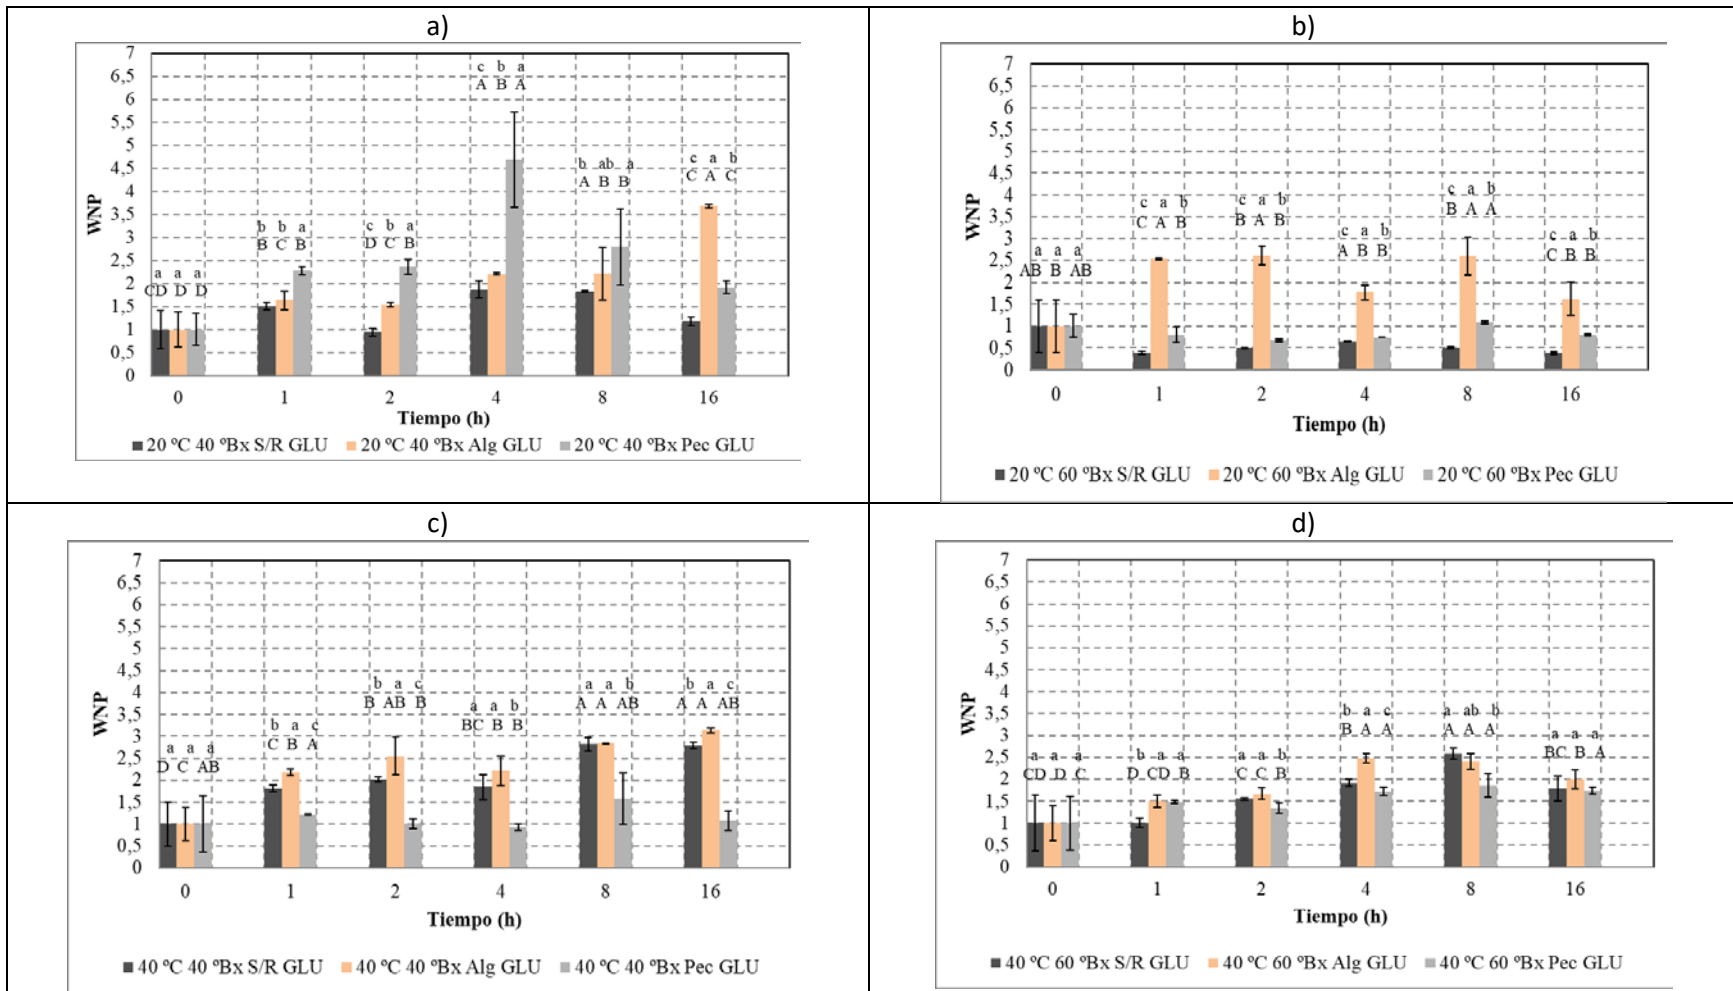 a)
7
6,5
6
5,5
5
4,5
4
3,5
3
2,5
2
1,5
1
0,5
0
WNP
a a a
CD D D
b b a
B C B
c b a
D C B
c b a
A B A
b ab a
A B B
c a b
C A C
0 1 2 4 8 16
Tiempo (h)
20 ºC 40 ºBx S/R GLU 20 ºC 40 ºBx Alg GLU 20 ºC 40 ºBx Pec GLU
b)
7
6,5
6
5,5
5
4,5
4
3,5
3
2,5
2
1,5
1
0,5
0
WNP
a a a
AB B AB
c a b
C A B
c a b
B A B
c a b
A B B
c a b
B A A
c a b
C B B
0 1 2 4 8 16
Tiempo (h)
20 ºC 60 ºBx S/R GLU 20 ºC 60 ºBx Alg GLU 20 ºC 60 ºBx Pec GLU
c)
7
6,5
6
5,5
5
4,5
4
3,5
3
2,5
2
1,5
1
0,5
0
WNP
a a a
D C AB
b a c
C B A
b a c
B AB B
a a b
BC B B
a a b
A A AB
b a c
A A AB
0 1 2 4 8 16
Tiempo (h)
40 ºC 40 ºBx S/R GLU 40 ºC 40 ºBx Alg GLU 40 ºC 40 ºBx Pec GLU
d)
7
6,5
6
5,5
5
4,5
4
3,5
3
2,5
2
1,5
1
0,5
0
WNP
a a a
CD D C
b a a
D CD B
a a b
C C B
b a c
B A A
a ab b
A A A
a a a
BC B A
0 1 2 4 8 16
Tiempo (h)
40 ºC 60 ºBx S/R GLU 40 ºC 60 ºBx Alg GLU 40 ºC 60 ºBx Pec GLU